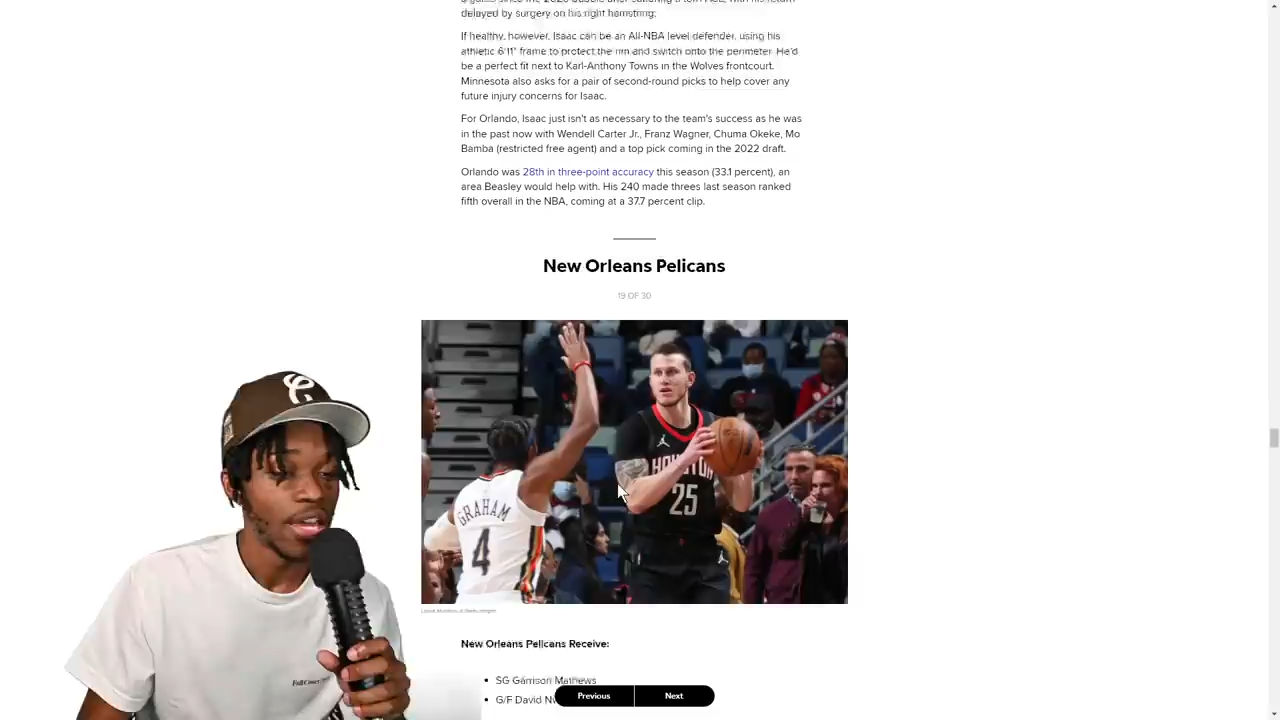 delayed by surgery on his right hamstring.
If healthy, however, Isaac can be an All-NBA level defender, using his
athletic 6'11" frame to protect the rim and switch onto the perimeter. He'd
be a perfect fit next to Karl-Anthony Towns in the Wolves frontcourt.
Minnesota also asks for a pair of second-round picks to help cover any
future injury concerns for Isaac.
For Orlando, Isaac just isn't as necessary to the team's success as he was
in the past now with Wendell Carter Jr., Franz Wagner, Chuma Okeke, Mo
Bamba (restricted free agent) and a top pick coming in the 2022 draft.
Orlando was 28th in three-point accuracy this season (33.1 percent), an
area Beasley would help with. His 240 made threes last season ranked
fifth overall in the NBA, coming at a 37.7 percent clip.
New Orleans Pelicans
19 OF 30
HOUSTON
25
GRAHAM
4
New Orleans Pelicans Receive:
• SG Garrison Mathews
• G/F David
Previous
Next